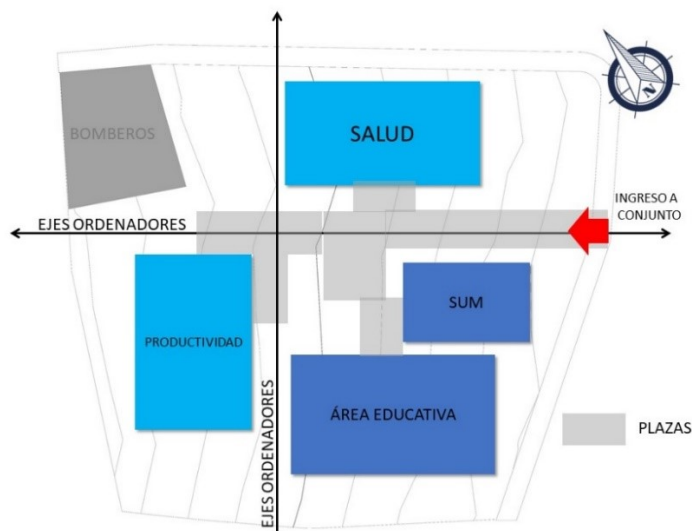 BOMBEROS
SALUD
INGRESO A
CONJUNTO
EJES ORDENADORES
SUM
PRODUCTIVIDAD
ÁREA EDUCATIVA
PLAZAS
EJES ORDENADORES
N